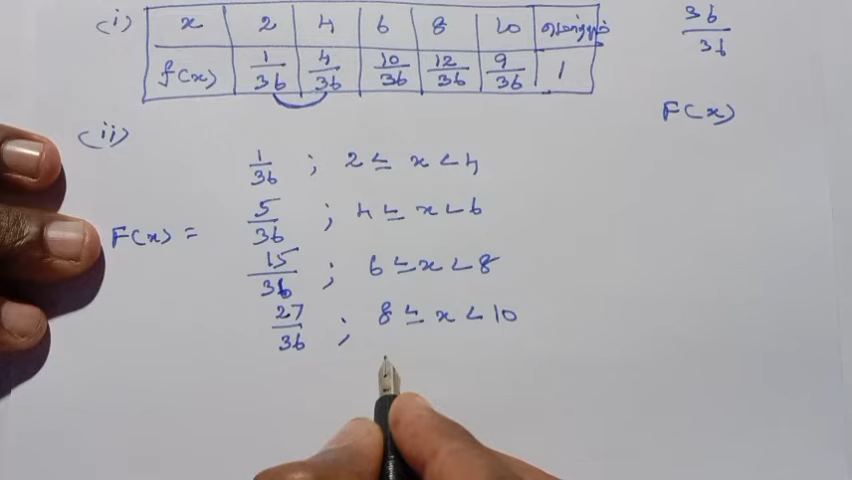 (i) x 2 4 6 8 10 மொத்தம்
f(x) 1/36 4/36 10/36 12/36 9/36 1
36/36
F(x)
(ii)
1/36 ; 2 ≤ x < 4
F(x) = 5/36 ; 4 ≤ x < 6
15/36 ; 6 ≤ x < 8
27/36 ; 8 ≤ x < 10